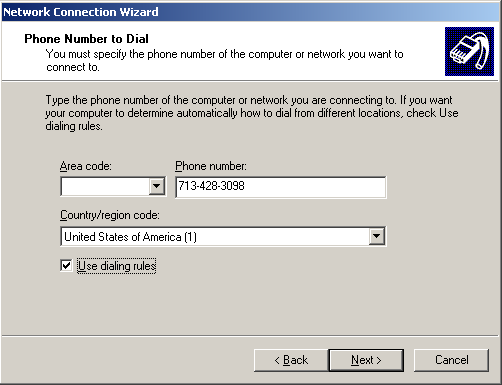 Network Connection Wizard
Phone Number to Dial
You must specify the phone number of the computer or network you want to
connect to.
Type the phone number of the computer or network you are connecting to. If you want
your computer to determine automatically how to dial from different locations, check Use
dialing rules.
Area code: Phone number:
713-428-3098
Country/region code:
United States of America (1)
Use dialing rules
< Back Next > Cancel